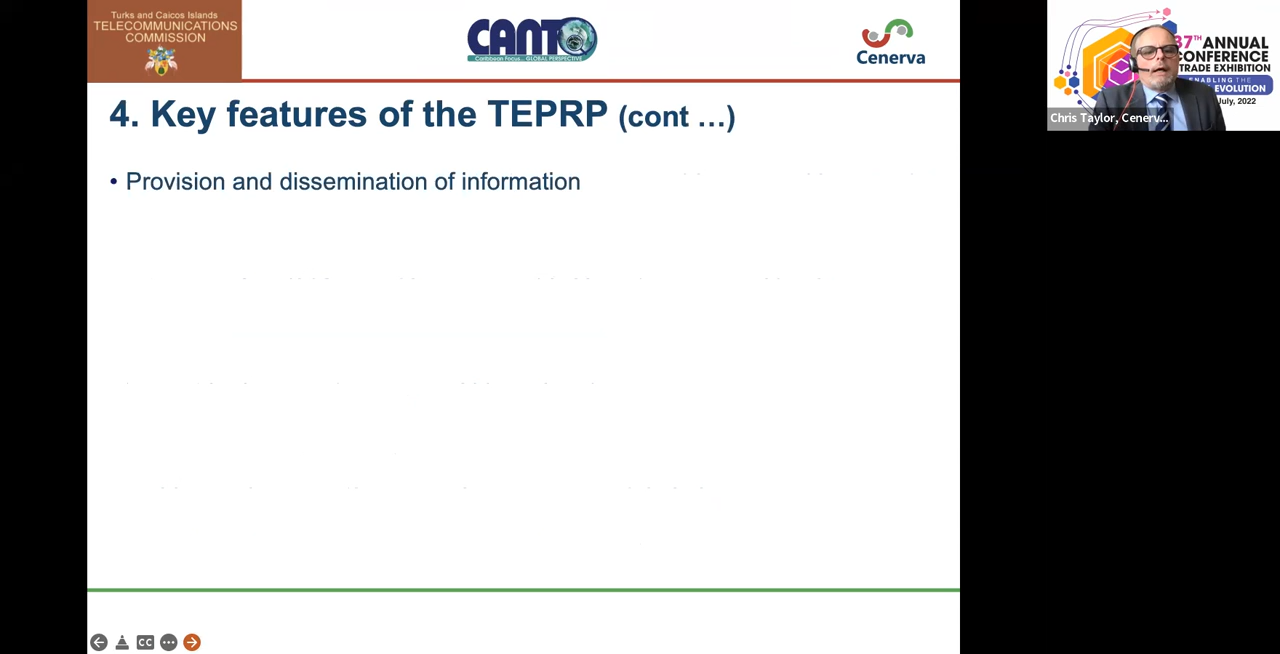 Turks and Caicos Islands
TELECOMMUNICATIONS
COMMISSION
CANTO
Caribbean Focus... GLOBAL PERSPECTIVE
Cenerva
4. Key features of the TEPRP (cont …)
• Provision and dissemination of information
37TH ANNUAL
CONFERENCE
TRADE EXHIBITION
ENABLING THE
EVOLUTION
July, 2022
Chris Taylor, Cenerv...
CC